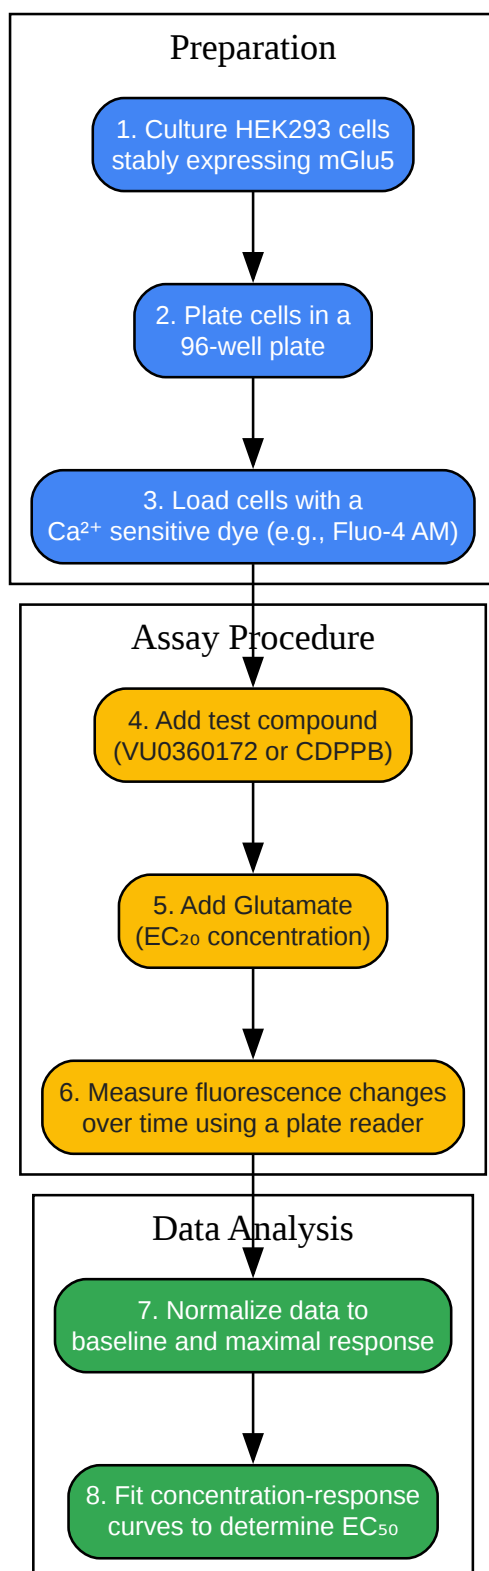 Preparation
1. Culture HEK293 cells
stably expressing mGlu5
2. Plate cells in a
96-well plate
3. Load cells with a
Ca²⁺ sensitive dye (e.g., Fluo-4 AM)
Assay Procedure
4. Add test compound
(VU0360172 or CDPPB)
5. Add Glutamate
(EC₂₀ concentration)
6. Measure fluorescence changes
over time using a plate reader
Data Analysis
7. Normalize data to
baseline and maximal response
8. Fit concentration-response
curves to determine EC₅₀